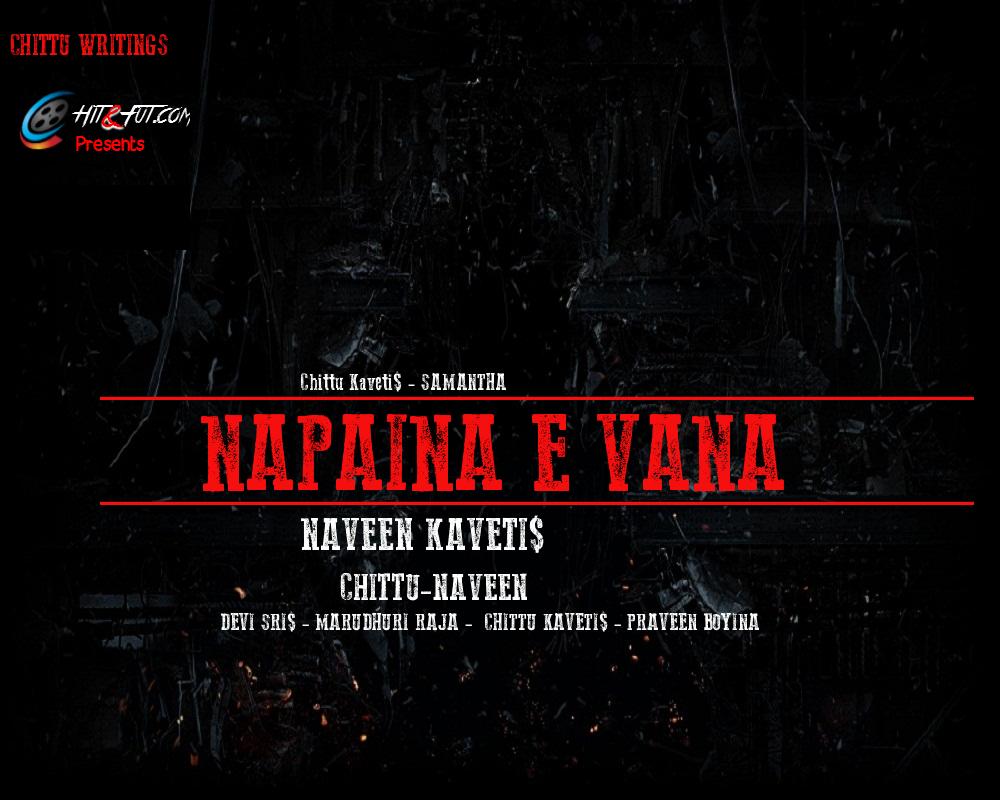 CHITTU WRITINGS
HIT&FUT.COM
Presents
Chittu Kaveti$ - SAMANTHA
NAPAINA E VANA
NAVEEN KAVETI$
CHITTU-NAVEEN
DEVI SRI$ - MARUDHURI RAJA - CHITTU KAVETI$ - PRAVEEN BOYINA